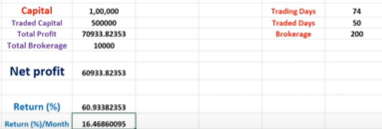 Capital 1,00,000 Trading Days 74
Traded Capital 500000 Traded Days 50
Total Profit 70933.82353 Brokerage 200
Total Brokerage 10000
Net profit 60933.82353
Return (%) 60.93382353
Return (%)/Month 16.46860095